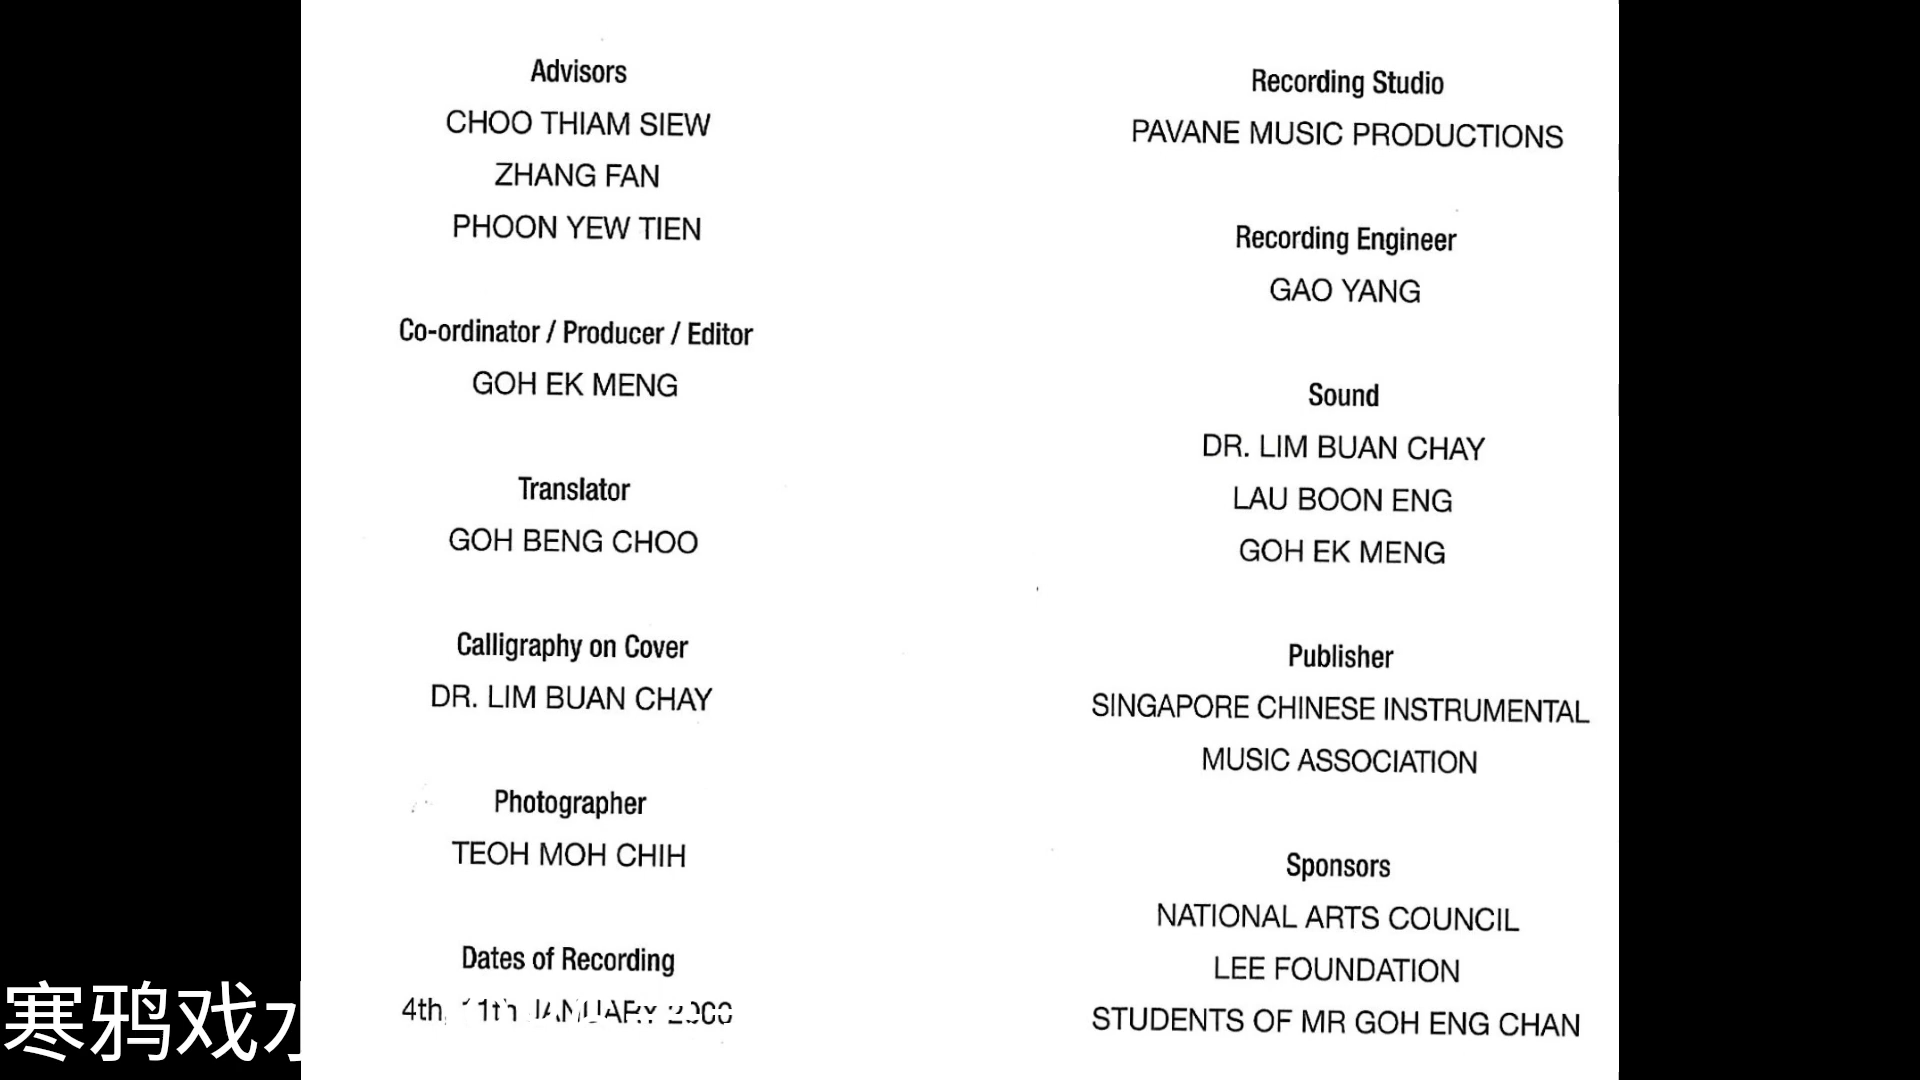 Advisors
CHOO THIAM SIEW
ZHANG FAN
PHOON YEW TIEN
Co-ordinator / Producer / Editor
GOH EK MENG
Translator
GOH BENG CHOO
Calligraphy on Cover
DR. LIM BUAN CHAY
Photographer
TEOH MOH CHIH
Dates of Recording
4th, 11th JANUARY 2000
Recording Studio
PAVANE MUSIC PRODUCTIONS
Recording Engineer
GAO YANG
Sound
DR. LIM BUAN CHAY
LAU BOON ENG
GOH EK MENG
Publisher
SINGAPORE CHINESE INSTRUMENTAL
MUSIC ASSOCIATION
Sponsors
NATIONAL ARTS COUNCIL
LEE FOUNDATION
STUDENTS OF MR GOH ENG CHAN
寒鸦戏水